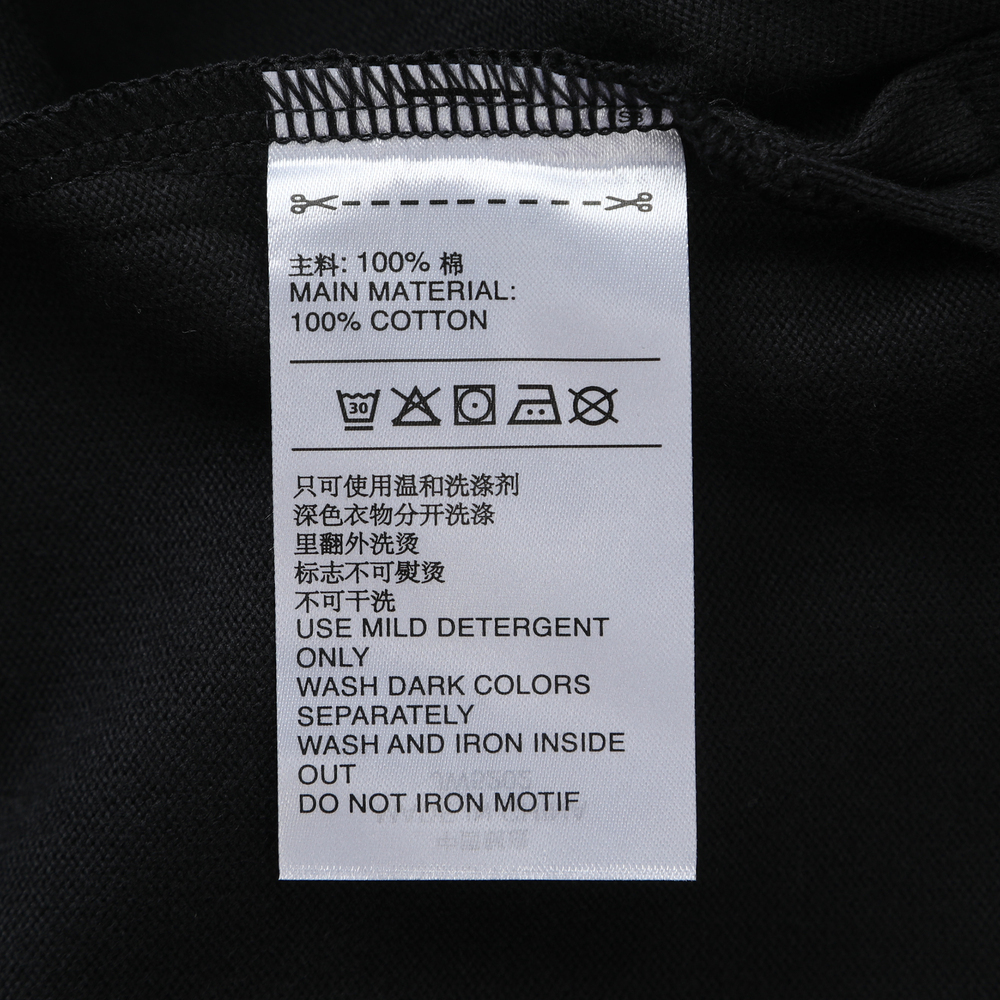 主料: 100% 棉
MAIN MATERIAL:
100% COTTON
30
只可使用温和洗涤剂
深色衣物分开洗涤
里翻外洗烫
标志不可熨烫
不可干洗
USE MILD DETERGENT
ONLY
WASH DARK COLORS
SEPARATELY
WASH AND IRON INSIDE
OUT
DO NOT IRON MOTIF